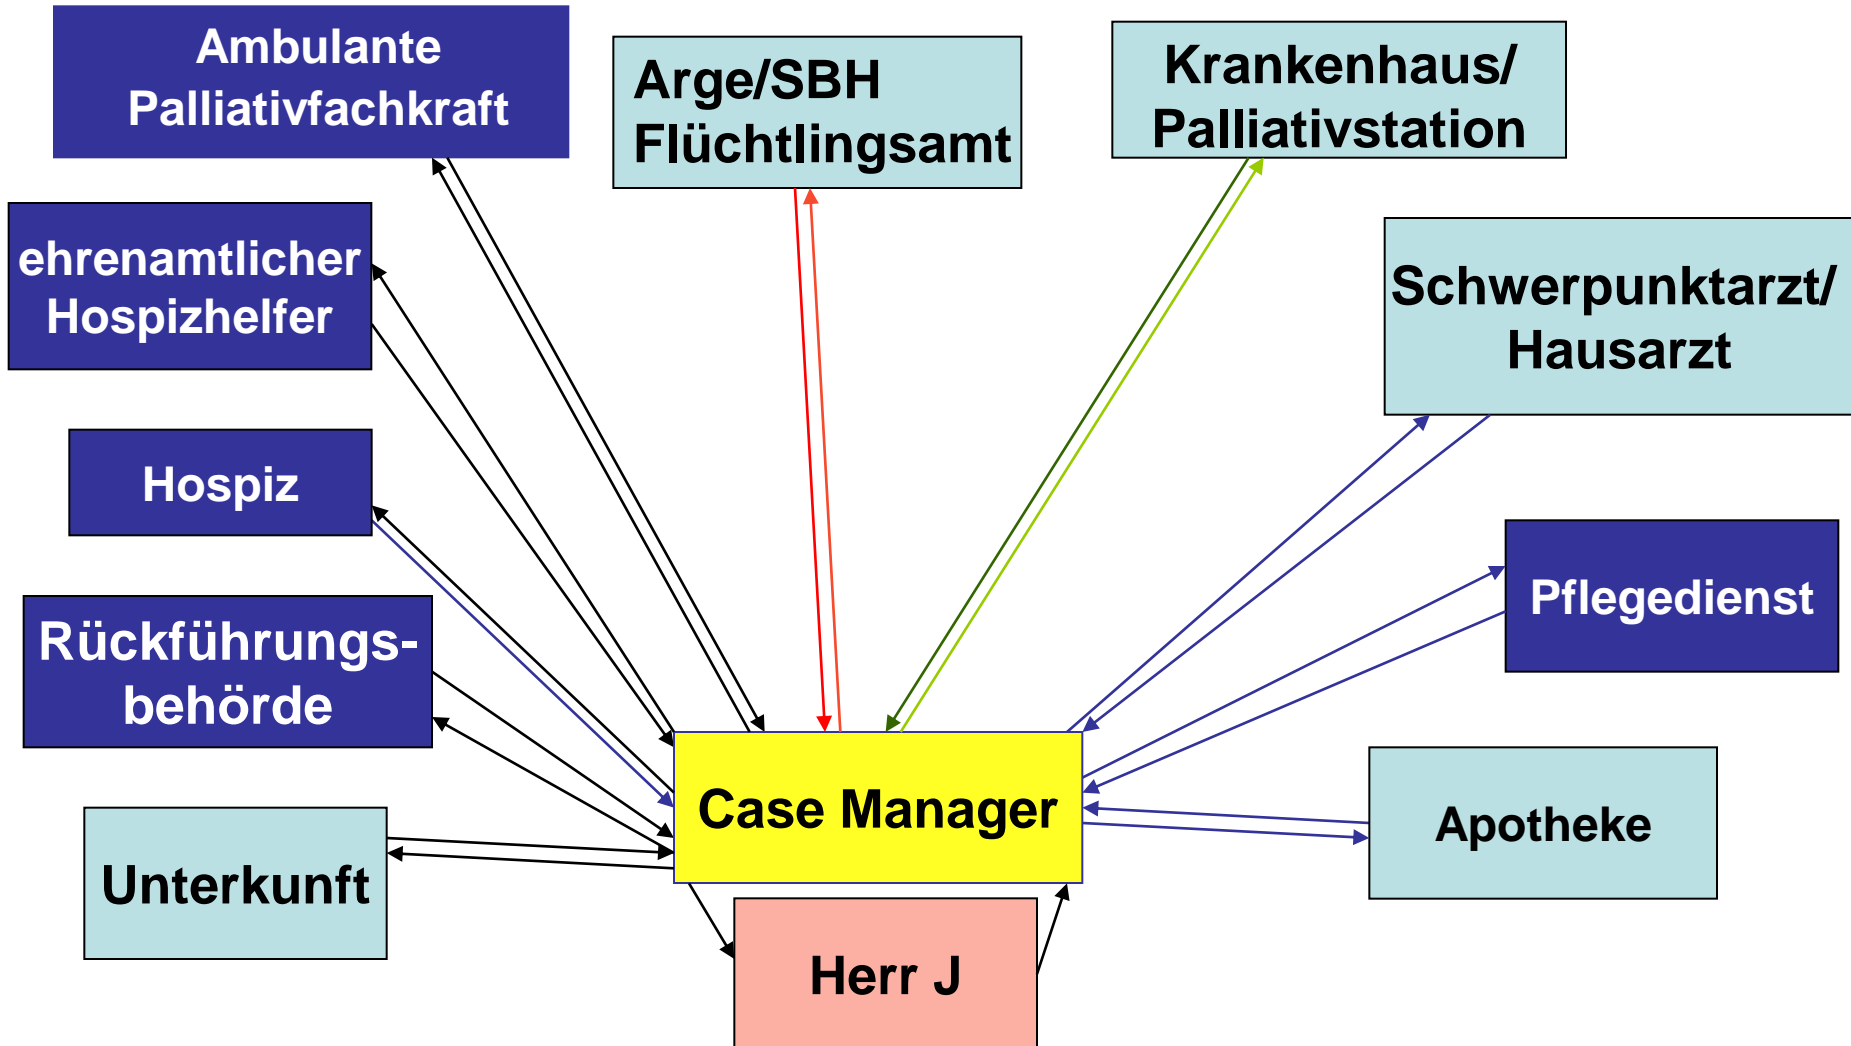 Ambulante
Palliativfachkraft
Arge/SBH
Flüchtlingsamt
Krankenhaus/
Palliativstation
ehrenamtlicher
Hospizhelfer
Schwerpunktarzt/
Hausarzt
Hospiz
Pflegedienst
Rückführungs-
behörde
Case Manager
Apotheke
Unterkunft
Herr J